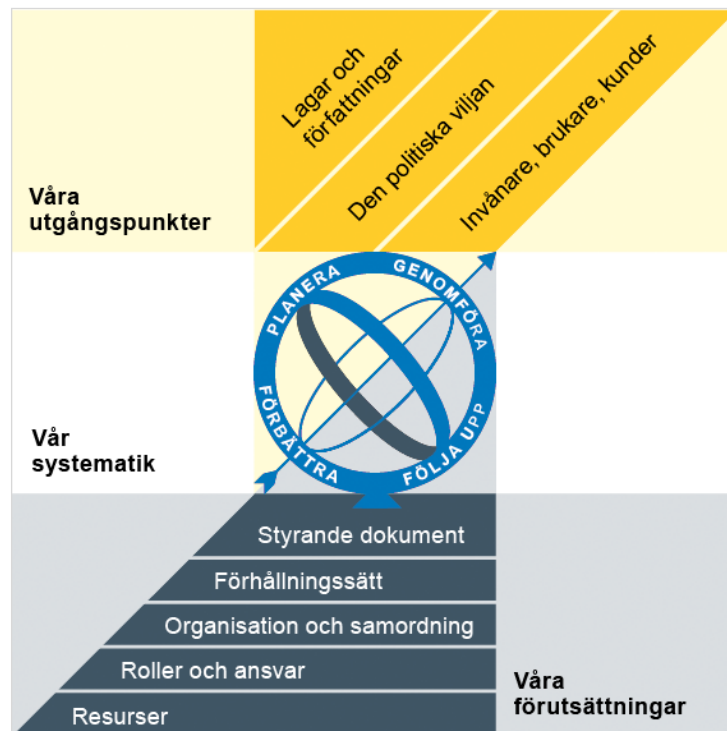 Lagar och
författningar
Den politiska viljan
Invånare, brukare, kunder
Våra
utgångspunkter
PLANERA
GENOMFÖRA
FÖLJA UPP
FÖRBÄTTRA
Vår
systematik
Styrande dokument
Förhållningssätt
Organisation och samordning
Roller och ansvar
Resurser
Våra
förutsättningar